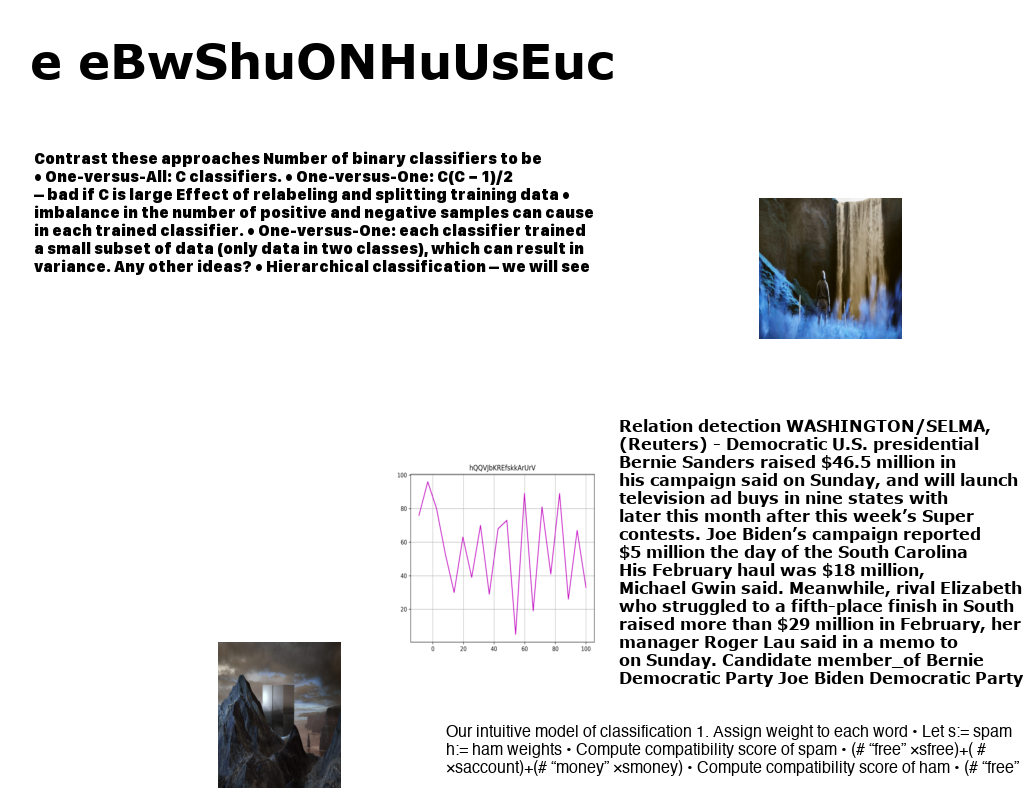 e eBwShuONHuUsEuc
Contrast these approaches Number of binary classifiers to be
• One-versus-All: C classifiers. • One-versus-One: C(C − 1)/2
– bad if C is large Effect of relabeling and splitting training data •
imbalance in the number of positive and negative samples can cause
in each trained classifier. • One-versus-One: each classifier trained
a small subset of data (only data in two classes), which can result in
variance. Any other ideas? • Hierarchical classification – we will see
Relation detection WASHINGTON/SELMA,
(Reuters) - Democratic U.S. presidential
Bernie Sanders raised $46.5 million in
his campaign said on Sunday, and will launch
television ad buys in nine states with
later this month after this week’s Super
contests. Joe Biden’s campaign reported
$5 million the day of the South Carolina
His February haul was $18 million,
Michael Gwin said. Meanwhile, rival Elizabeth
who struggled to a fifth-place finish in South
raised more than $29 million in February, her
manager Roger Lau said in a memo to
on Sunday. Candidate member_of Bernie
Democratic Party Joe Biden Democratic Party
hQQVJbKREfskkArUrV
100
80
60
40
20
0 20 40 60 80 100
Our intuitive model of classification 1. Assign weight to each word • Let s:= spam
h:= ham weights • Compute compatibility score of spam • (# “free” ×sfree)+( #
×saccount)+(# “money” ×smoney) • Compute compatibility score of ham • (# “free”